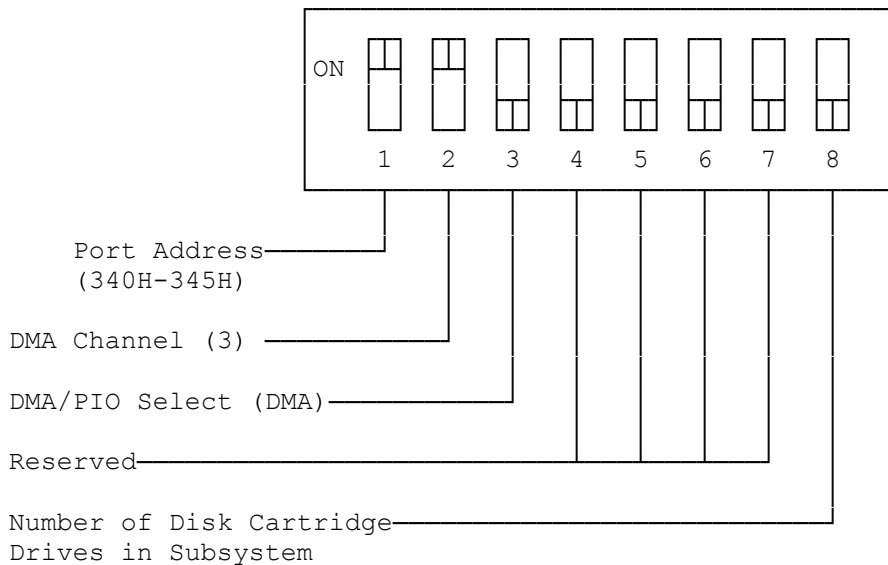 ON
1 2 3 4 5 6 7 8
Port Address
(340H-345H)
DMA Channel (3)
DMA/PIO Select (DMA)
Reserved
Number of Disk Cartridge
Drives in Subsystem